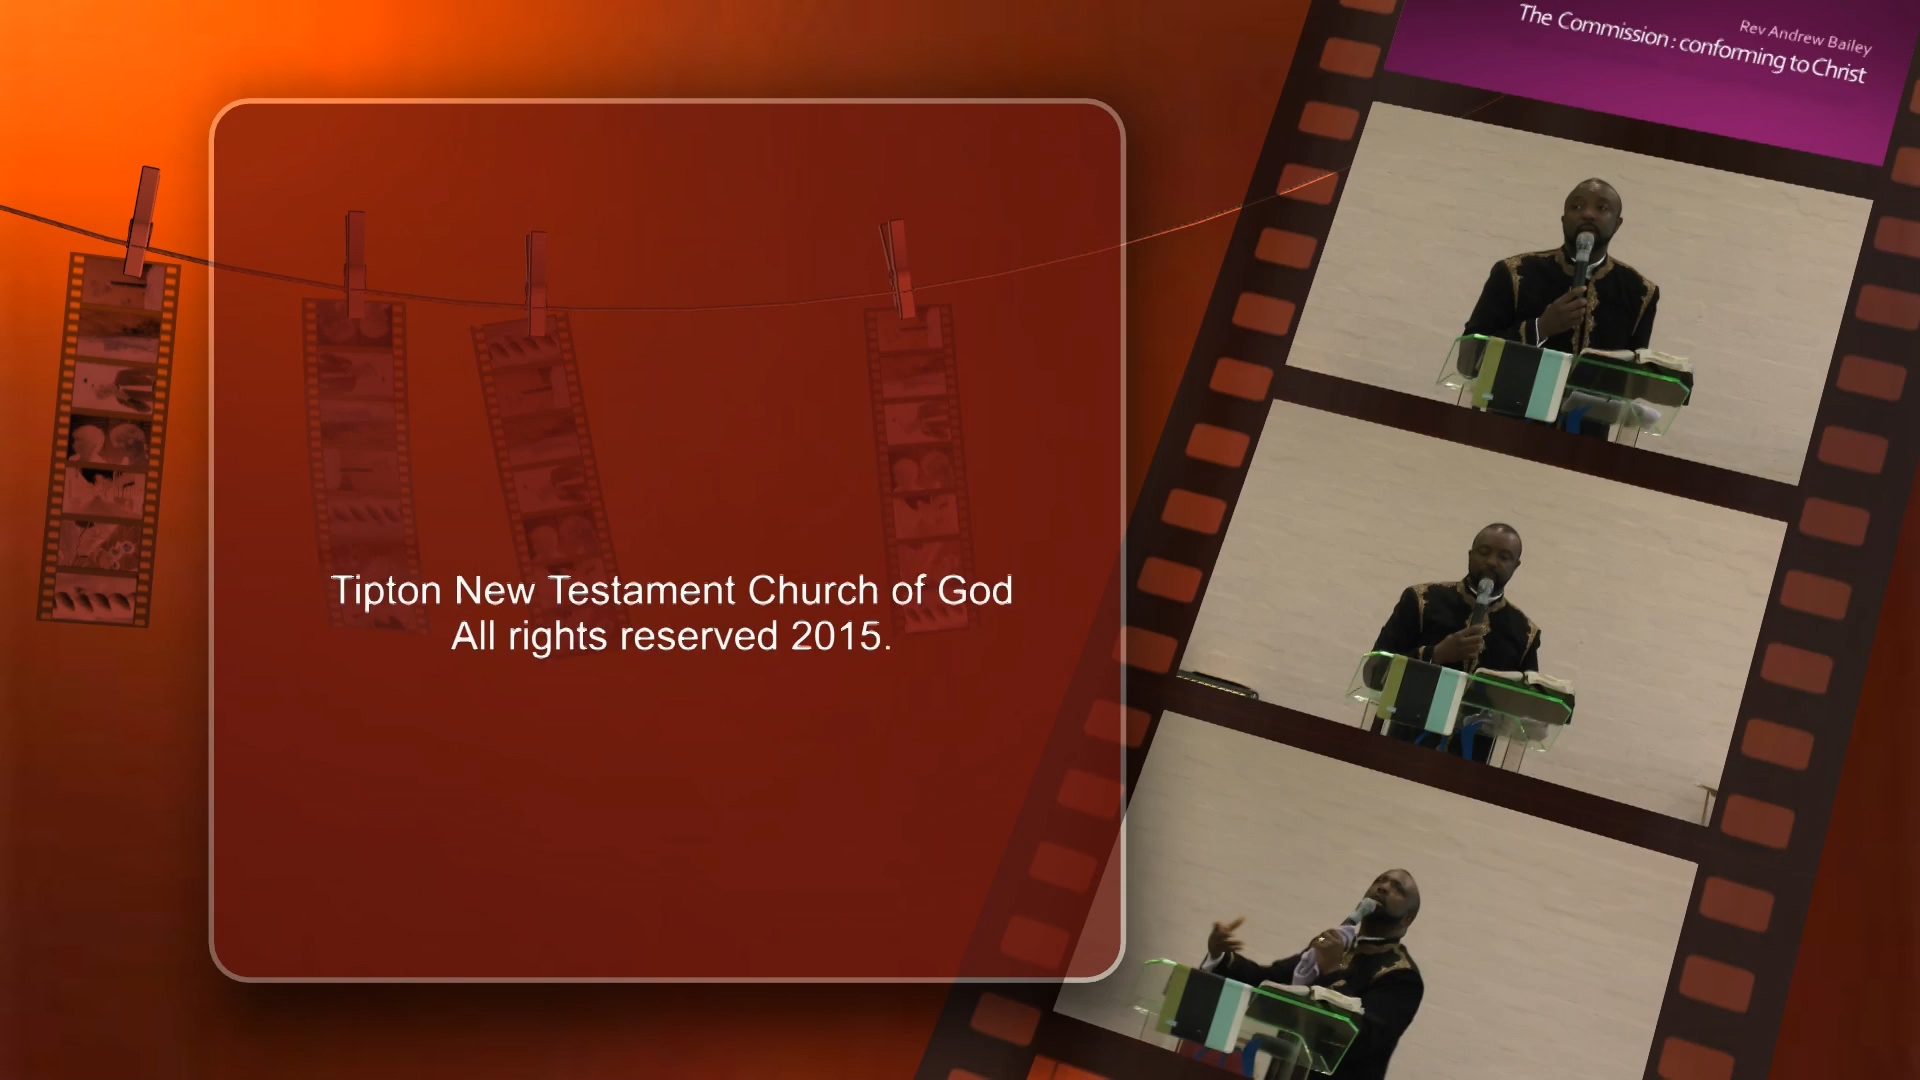 Tipton New Testament Church of God
All rights reserved 2015.
Rev Andrew Bailey
The Commission : conforming to Christ